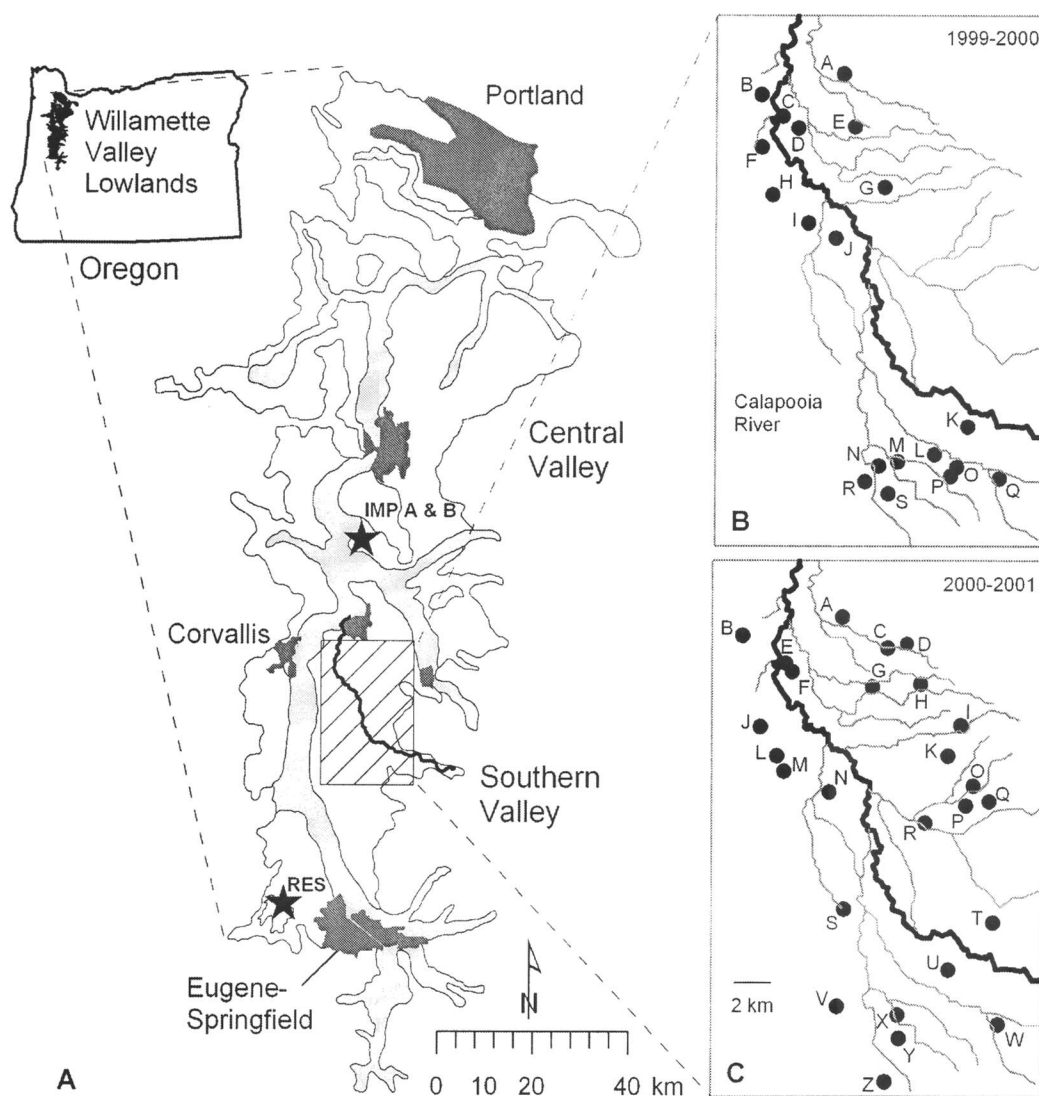 Willamette
Valley
Lowlands
Oregon
Portland
Central
Valley
IMP A & B
Corvallis
Southern
Valley
RES
Eugene-
Springfield
N
0 10 20 40 km
A
1999-2000
A
B
C
D
E
F
G
H
I
J
Calapooia
River
K
L
M
N
O
P
Q
R
S
B
2000-2001
A
B
C
D
E
F
G
H
I
J
K
L
M
N
O
P
Q
R
S
T
U
2 km
V
W
X
Y
Z
C